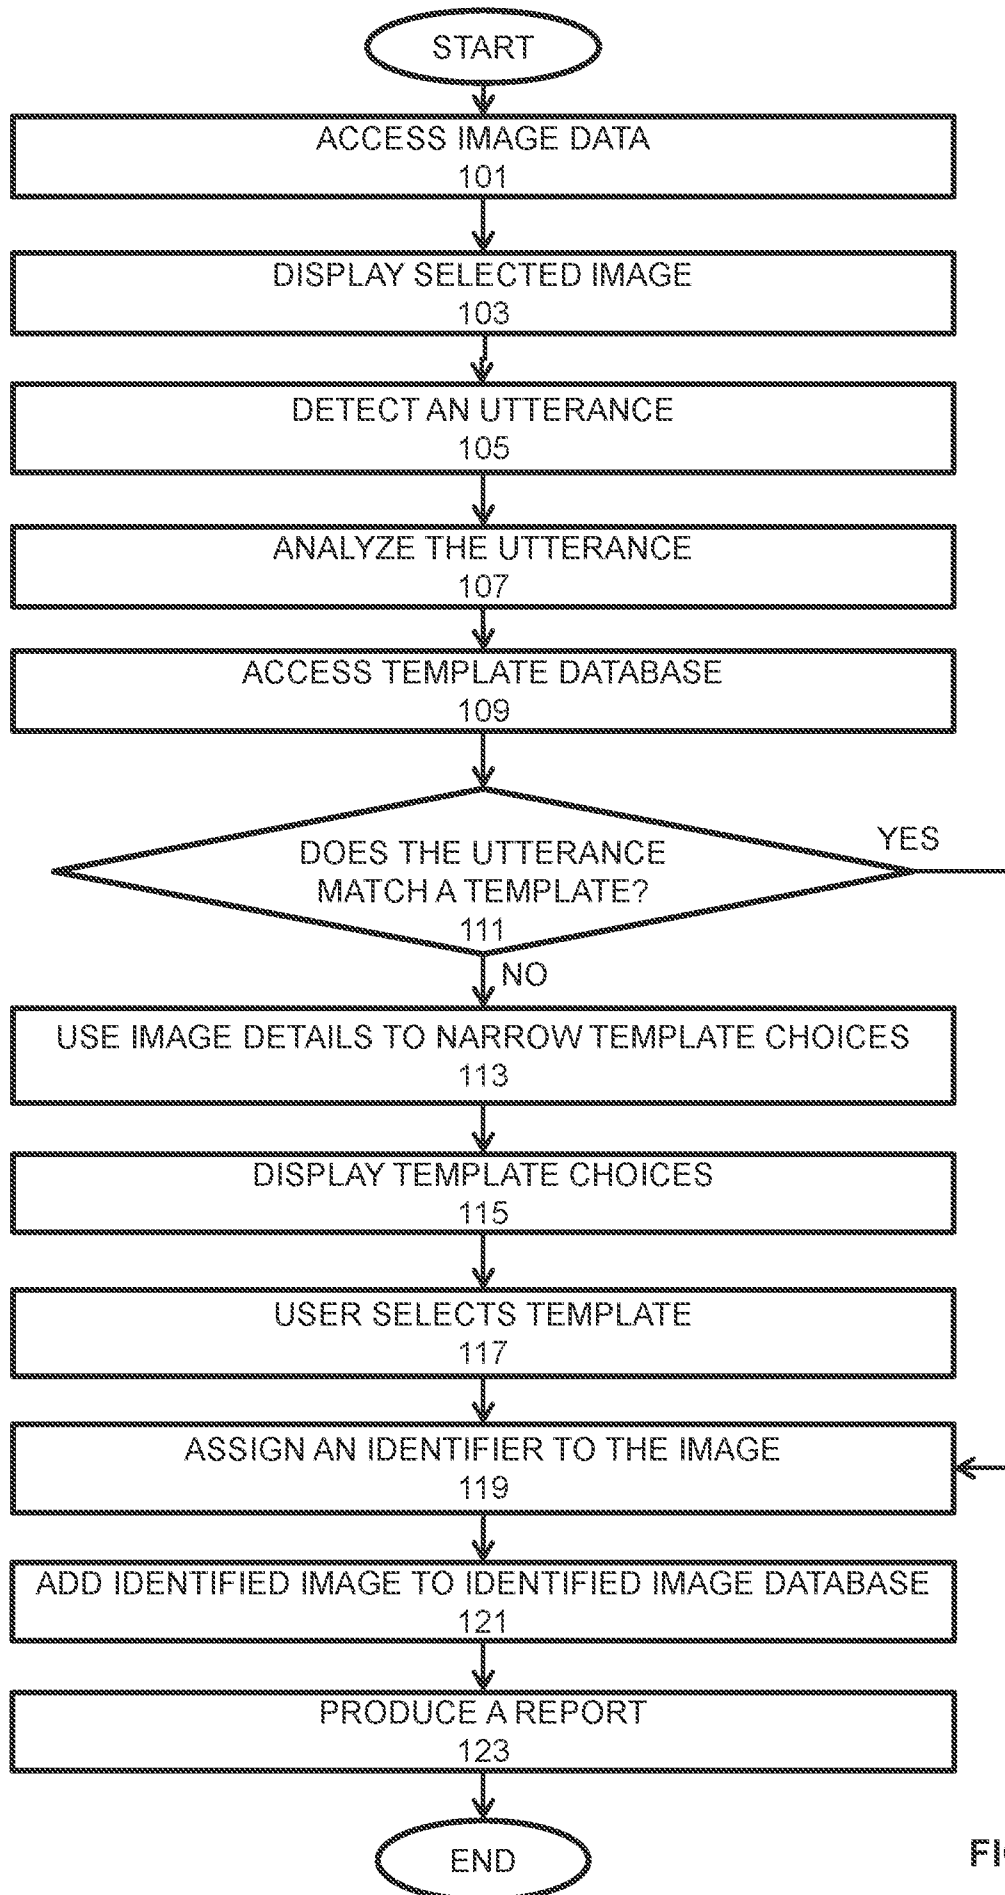 START
ACCESS IMAGE DATA
101
DISPLAY SELECTED IMAGE
103
DETECT AN UTTERANCE
105
ANALYZE THE UTTERANCE
107
ACCESS TEMPLATE DATABASE
109
YES
DOES THE UTTERANCE
MATCH A TEMPLATE?
111
NO
USE IMAGE DETAILS TO NARROW TEMPLATE CHOICES
113
DISPLAY TEMPLATE CHOICES
115
USER SELECTS TEMPLATE
117
ASSIGN AN IDENTIFIER TO THE IMAGE
119
ADD IDENTIFIED IMAGE TO IDENTIFIED IMAGE DATABASE
121
PRODUCE A REPORT
123
END